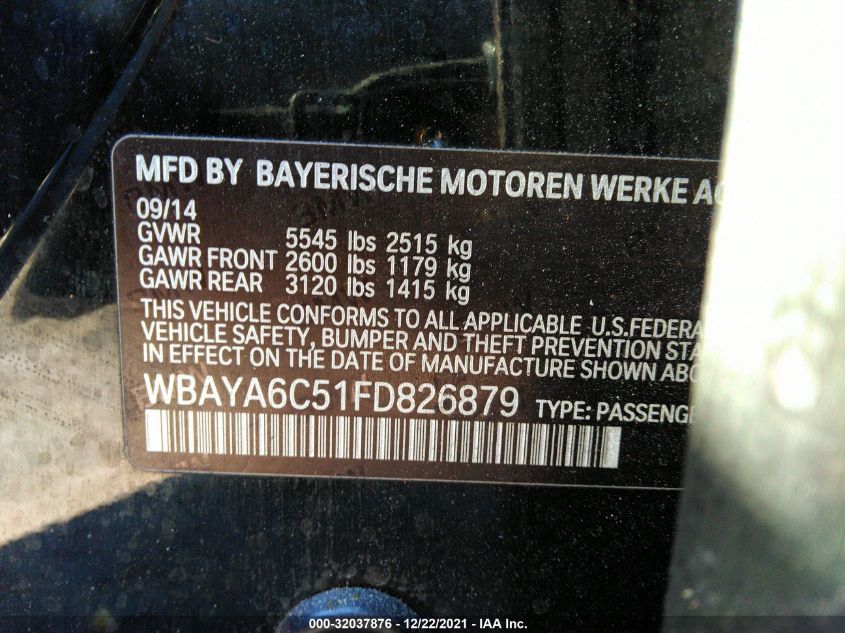 MFD BY BAYERISCHE MOTOREN WERKE AG
09/14
GVWR 5545 lbs 2515 kg
GAWR FRONT 2600 lbs 1179 kg
GAWR REAR 3120 lbs 1415 kg
THIS VEHICLE CONFORMS TO ALL APPLICABLE U.S.FEDERA
VEHICLE SAFETY, BUMPER AND THEFT PREVENTION STA
IN EFFECT ON THE DATE OF MANUFACTURE SHOWN ABO
WBAYA6C51FD826879 TYPE: PASSENGE
000-32037876 - 12/22/2021 - IAA Inc.